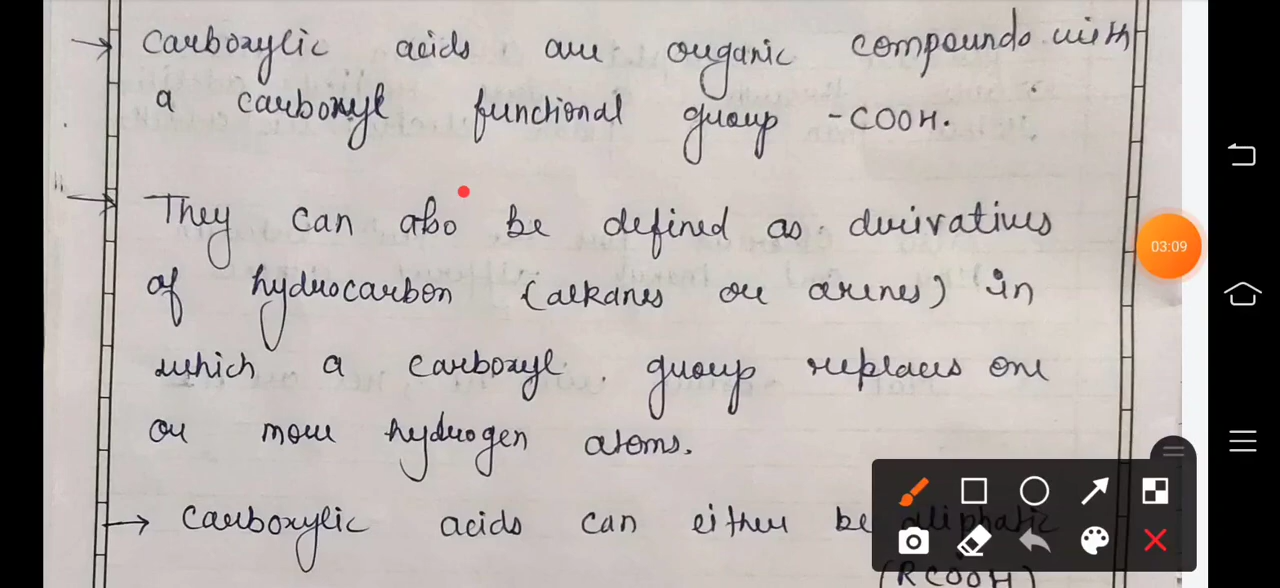 → Carboxylic acids are organic compounds with
a carboxyl functional group -COOH.
→ They can also be defined as derivatives
of hydrocarbon (alkanes or arenes) in
which a carboxyl group replaces one
or more hydrogen atoms.
→ Carboxylic acids can either be aliphatic
(RCOOH)
03:09